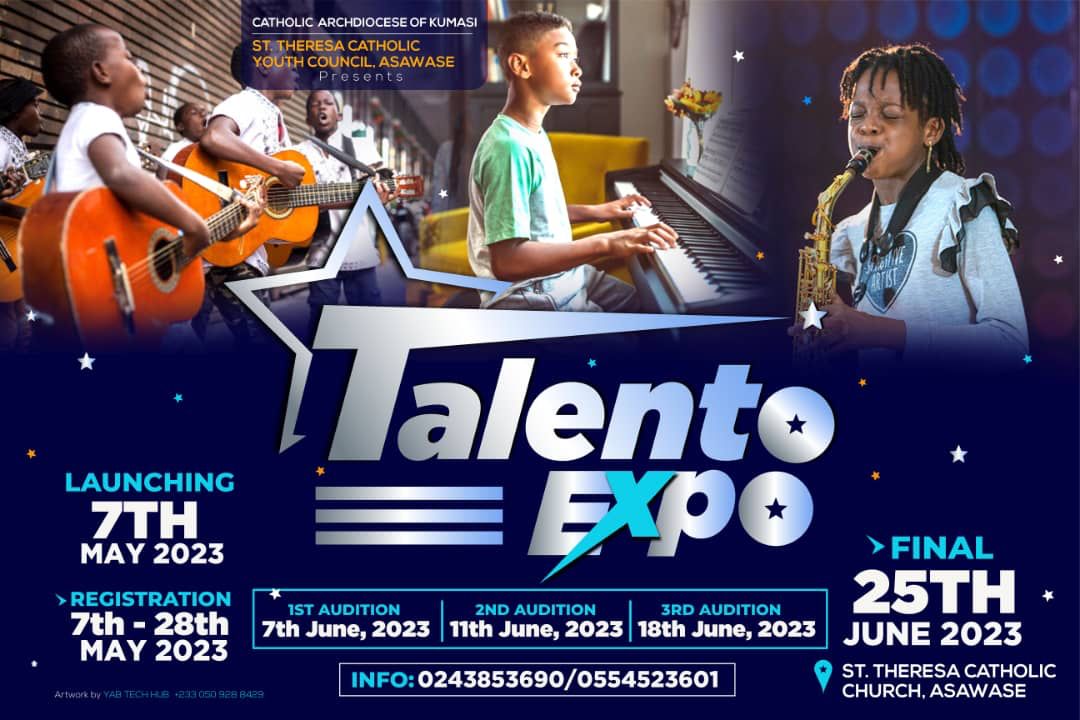 CATHOLIC ARCHDIOCESE OF KUMASI
ST. THERESA CATHOLIC
YOUTH COUNCIL, ASAWASE
Presents
ARTIST
Talento
Expo
LAUNCHING
7TH
MAY 2023
REGISTRATION
7th - 28th
MAY 2023
1ST AUDITION
7th June, 2023
2ND AUDITION
11th June, 2023
3RD AUDITION
18th June, 2023
INFO: 0243853690/0554523601
FINAL
25TH
JUNE 2023
ST. THERESA CATHOLIC
CHURCH, ASAWASE
Artwork by YAB TECH HUB +233 050 928 8429